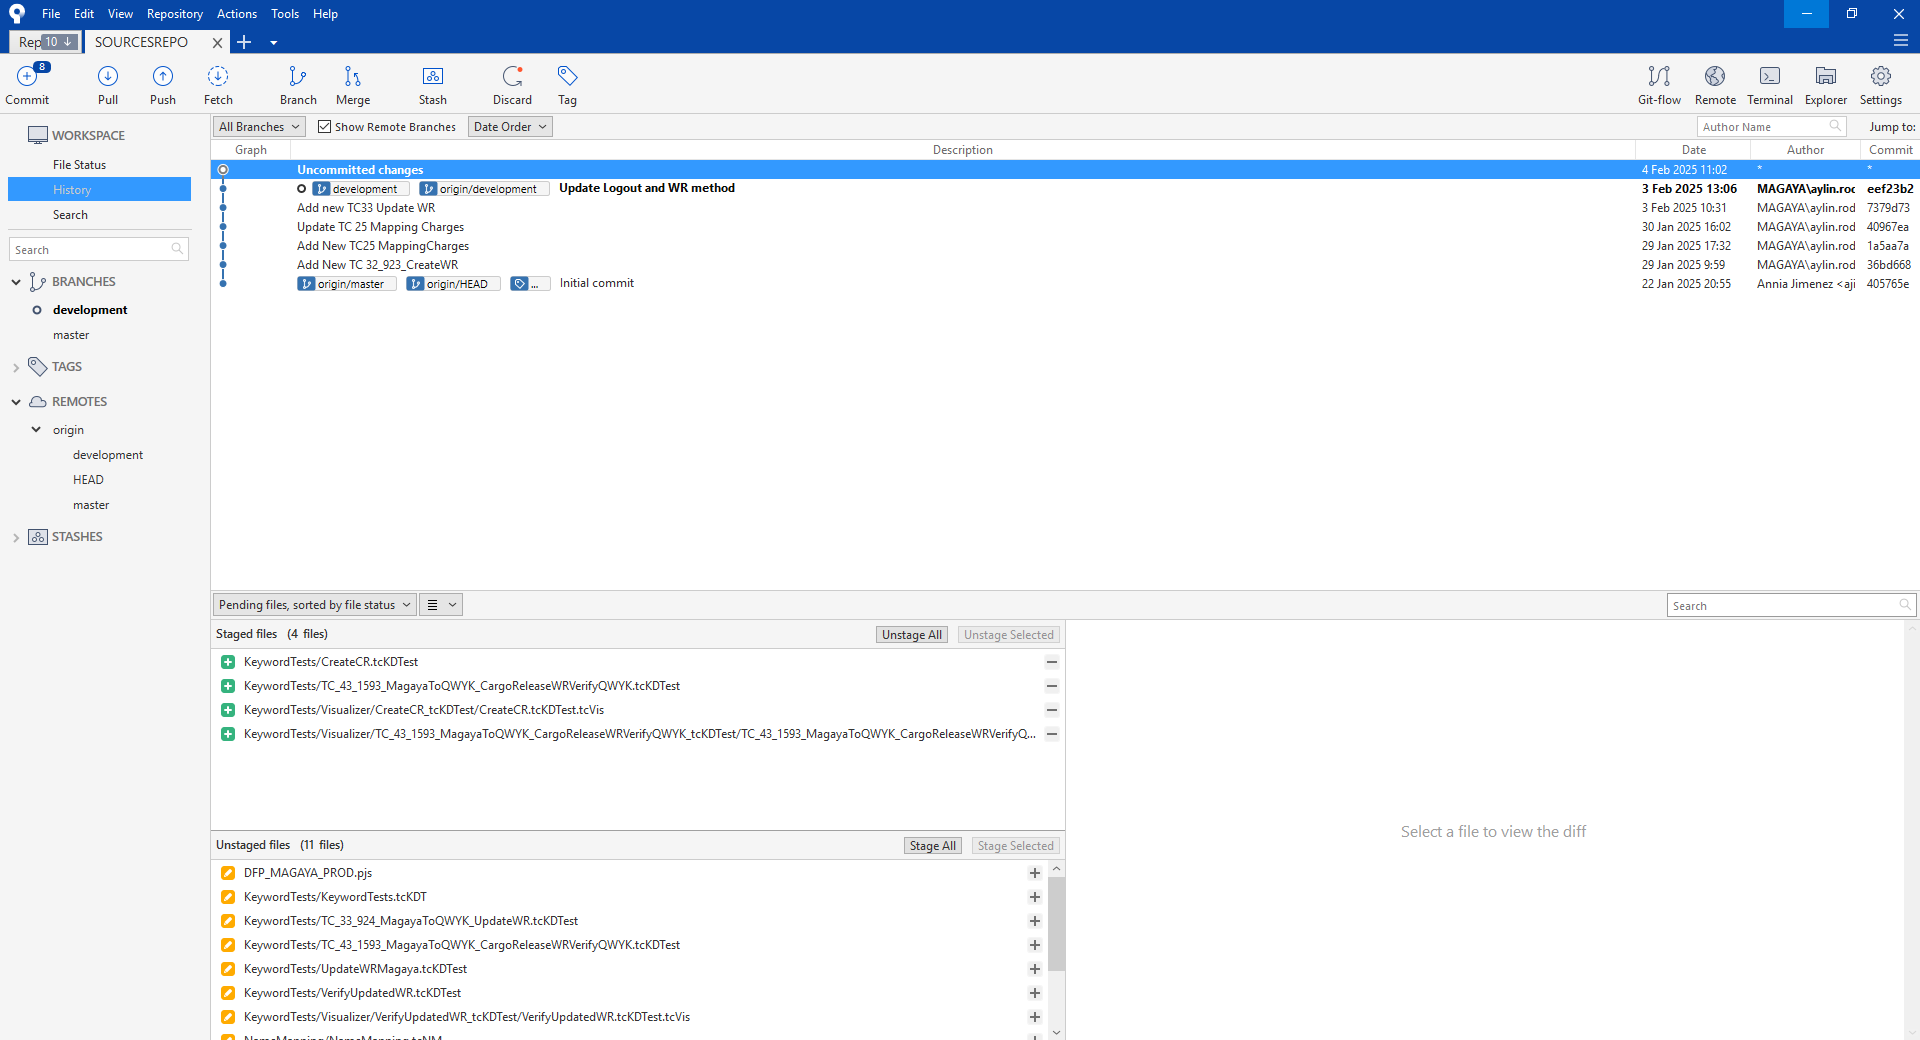 File Edit View Repository Actions Tools Help
Rep 10 SOURCESREPO
8
Commit Pull Push Fetch Branch Merge Stash Discard Tag Git-flow Remote Terminal Explorer Settings
WORKSPACE
File Status
History
Search
Search
BRANCHES
development
master
TAGS
REMOTES
origin
development
HEAD
master
STASHES
All Branches Show Remote Branches Date Order Author Name Jump to:
Graph Description Date Author Commit
Uncommitted changes 4 Feb 2025 11:02 * *
development origin/development Update Logout and WR method 3 Feb 2025 13:06 MAGAYA\aylin.roc eef23b2
Add new TC33 Update WR 3 Feb 2025 10:31 MAGAYA\aylin.rod 7379d73
Update TC 25 Mapping Charges 30 Jan 2025 16:02 MAGAYA\aylin.rod 40967ea
Add New TC25 MappingCharges 29 Jan 2025 17:32 MAGAYA\aylin.rod 1a5aa7a
Add New TC 32_923_CreateWR 29 Jan 2025 9:59 MAGAYA\aylin.rod 36bd668
origin/master origin/HEAD ... Initial commit 22 Jan 2025 20:55 Annia Jimenez <aji 405765e
Pending files, sorted by file status Search
Staged files (4 files) Unstage All Unstage Selected
KeywordTests/CreateCR.tcKDTest
KeywordTests/TC_43_1593_MagayaToQWYK_CargoReleaseWRVerifyQWYK.tcKDTest
KeywordTests/Visualizer/CreateCR_tcKDTest/CreateCR.tcKDTest.tcVis
KeywordTests/Visualizer/TC_43_1593_MagayaToQWYK_CargoReleaseWRVerifyQWYK_tcKDTest/TC_43_1593_MagayaToQWYK_CargoReleaseWRVerifyQ...
Select a file to view the diff
Unstaged files (11 files) Stage All Stage Selected
DFP_MAGAYA_PROD.pjs
KeywordTests/KeywordTests.tcKDT
KeywordTests/TC_33_924_MagayaToQWYK_UpdateWR.tcKDTest
KeywordTests/TC_43_1593_MagayaToQWYK_CargoReleaseWRVerifyQWYK.tcKDTest
KeywordTests/UpdateWRMagaya.tcKDTest
KeywordTests/VerifyUpdatedWR.tcKDTest
KeywordTests/Visualizer/VerifyUpdatedWR_tcKDTest/VerifyUpdatedWR.tcKDTest.tcVis
NameMapping/NameMapping.tcNM